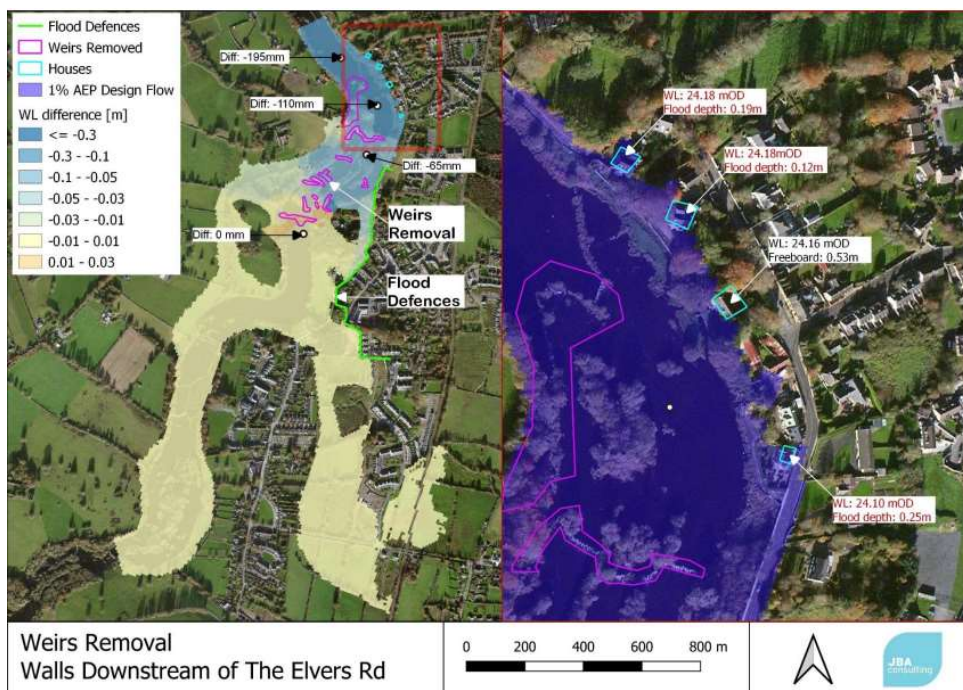 Flood Defences
Weirs Removed
Houses
1% AEP Design Flow
WL difference [m]
<= -0.3
-0.3 - -0.1
-0.1 - -0.05
-0.05 - -0.03
-0.03 - -0.01
-0.01 - 0.01
0.01 - 0.03
Diff: -195mm
Diff: -110mm
Diff: -65mm
Diff: 0 mm
Weirs
Removal
Flood
Defences
WL: 24.18 mOD
Flood depth: 0.19m
WL: 24.18mOD
Flood depth: 0.12m
WL: 24.16 mOD
Freeboard: 0.53m
WL: 24.10 mOD
Flood depth: 0.25m
Weirs Removal
Walls Downstream of The Elvers Rd
0 200 400 600 800 m
JBA
consulting